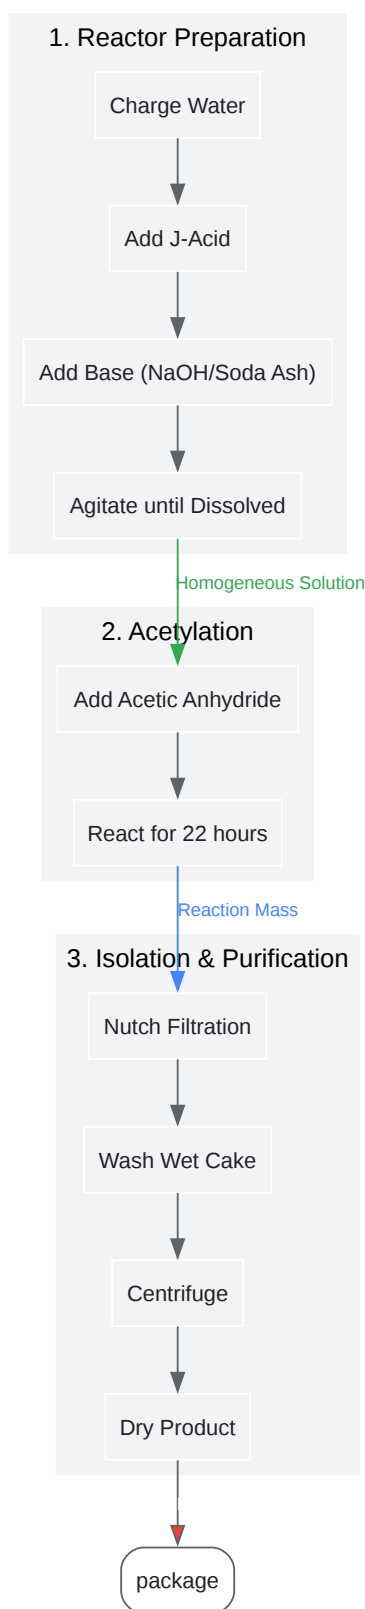 1. Reactor Preparation
Charge Water
Add J-Acid
Add Base (NaOH/Soda Ash)
Agitate until Dissolved
Homogeneous Solution
2. Acetylation
Add Acetic Anhydride
React for 22 hours
Reaction Mass
3. Isolation & Purification
Nutch Filtration
Wash Wet Cake
Centrifuge
Dry Product
package